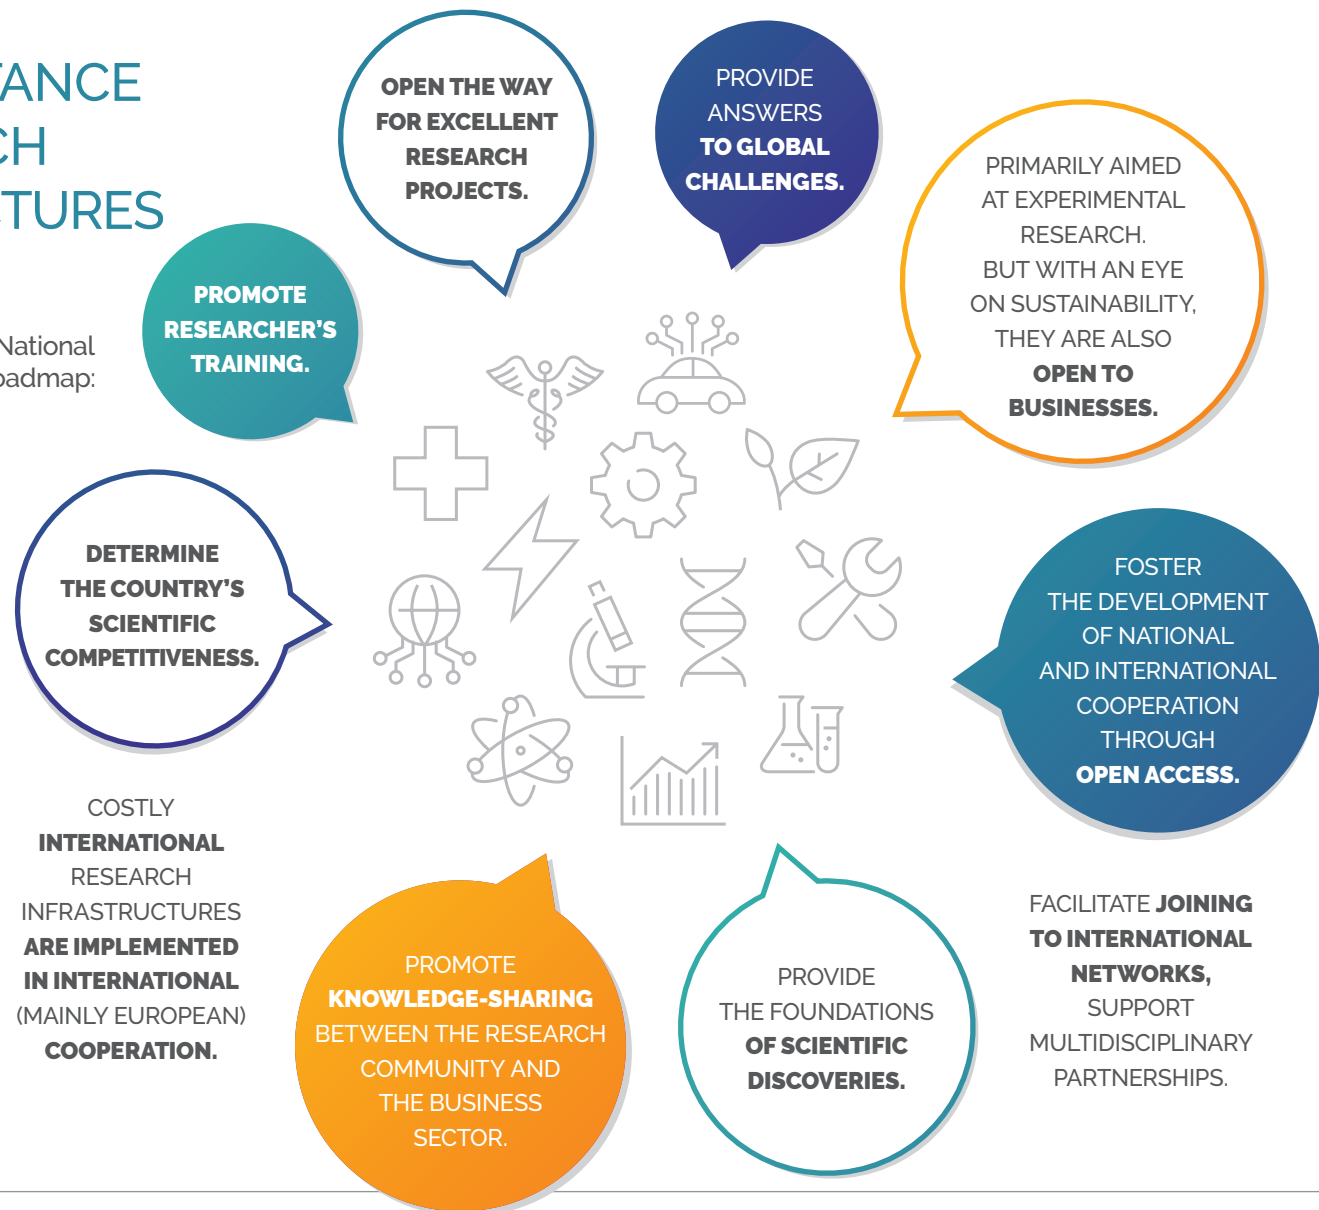 TANCE
CH
CTURES
National
oadmap:
OPEN THE WAY
FOR EXCELLENT
RESEARCH
PROJECTS.
PROVIDE
ANSWERS
TO GLOBAL
CHALLENGES.
PRIMARILY AIMED
AT EXPERIMENTAL
RESEARCH.
BUT WITH AN EYE
ON SUSTAINABILITY,
THEY ARE ALSO
OPEN TO
BUSINESSES.
PROMOTE
RESEARCHER'S
TRAINING.
DETERMINE
THE COUNTRY'S
SCIENTIFIC
COMPETITIVENESS.
FOSTER
THE DEVELOPMENT
OF NATIONAL
AND INTERNATIONAL
COOPERATION
THROUGH
OPEN ACCESS.
COSTLY
INTERNATIONAL
RESEARCH
INFRASTRUCTURES
ARE IMPLEMENTED
IN INTERNATIONAL
(MAINLY EUROPEAN)
COOPERATION.
PROMOTE
KNOWLEDGE-SHARING
BETWEEN THE RESEARCH
COMMUNITY AND
THE BUSINESS
SECTOR.
PROVIDE
THE FOUNDATIONS
OF SCIENTIFIC
DISCOVERIES.
FACILITATE JOINING
TO INTERNATIONAL
NETWORKS,
SUPPORT
MULTIDISCIPLINARY
PARTNERSHIPS.